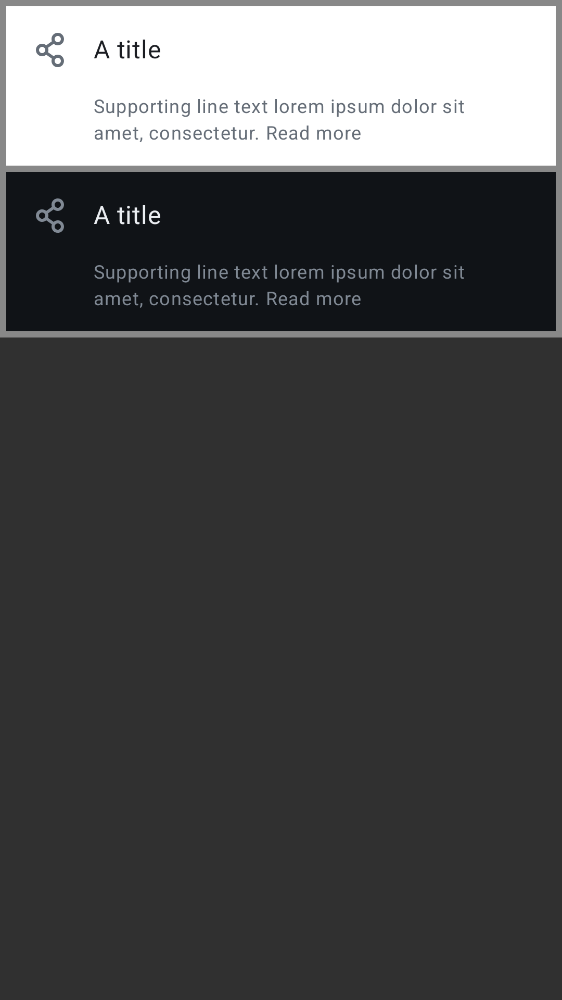 A title
Supporting line text lorem ipsum dolor sit
amet, consectetur. Read more
A title
Supporting line text lorem ipsum dolor sit
amet, consectetur. Read more